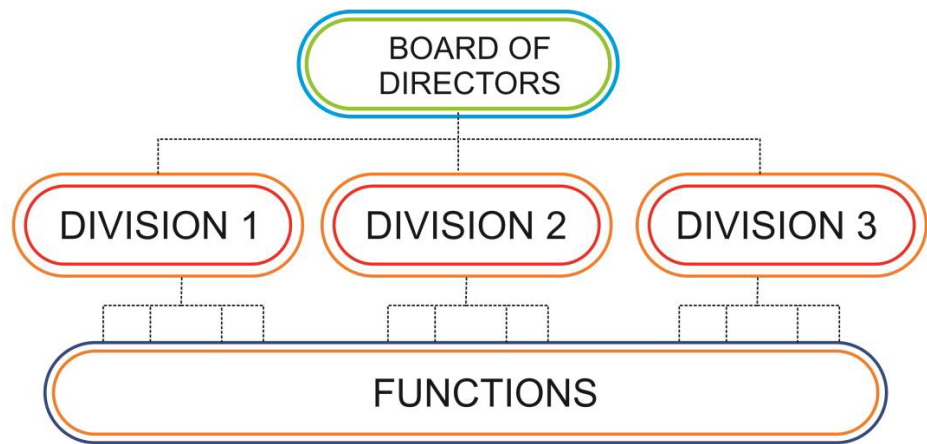 BOARD OF
DIRECTORS
DIVISION 1
DIVISION 2
DIVISION 3
FUNCTIONS